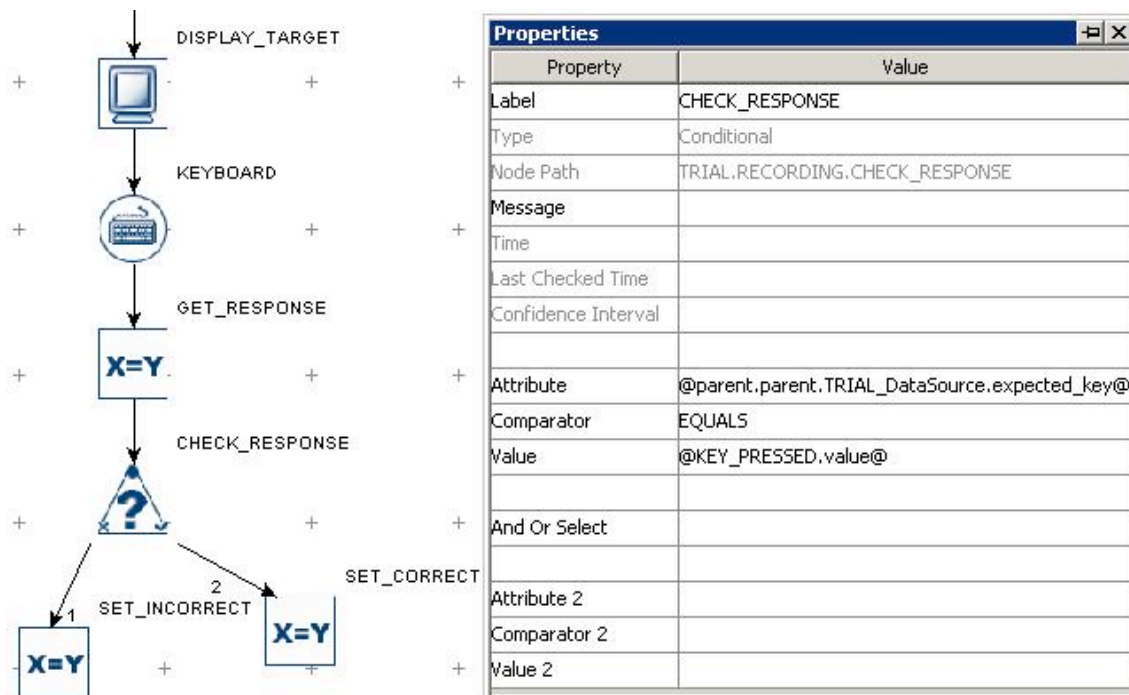 DISPLAY_TARGET
KEYBOARD
GET_RESPONSE
X=Y
CHECK_RESPONSE
?
1
2
SET_INCORRECT
SET_CORRECT
X=Y
X=Y
Properties
Property Value
Label CHECK_RESPONSE
Type Conditional
Node Path TRIAL.RECORDING.CHECK_RESPONSE
Message
Time
Last Checked Time
Confidence Interval
Attribute @parent.parent.TRIAL_DataSource.expected_key@
Comparator EQUALS
Value @KEY_PRESSED.value@
And Or Select
Attribute 2
Comparator 2
Value 2